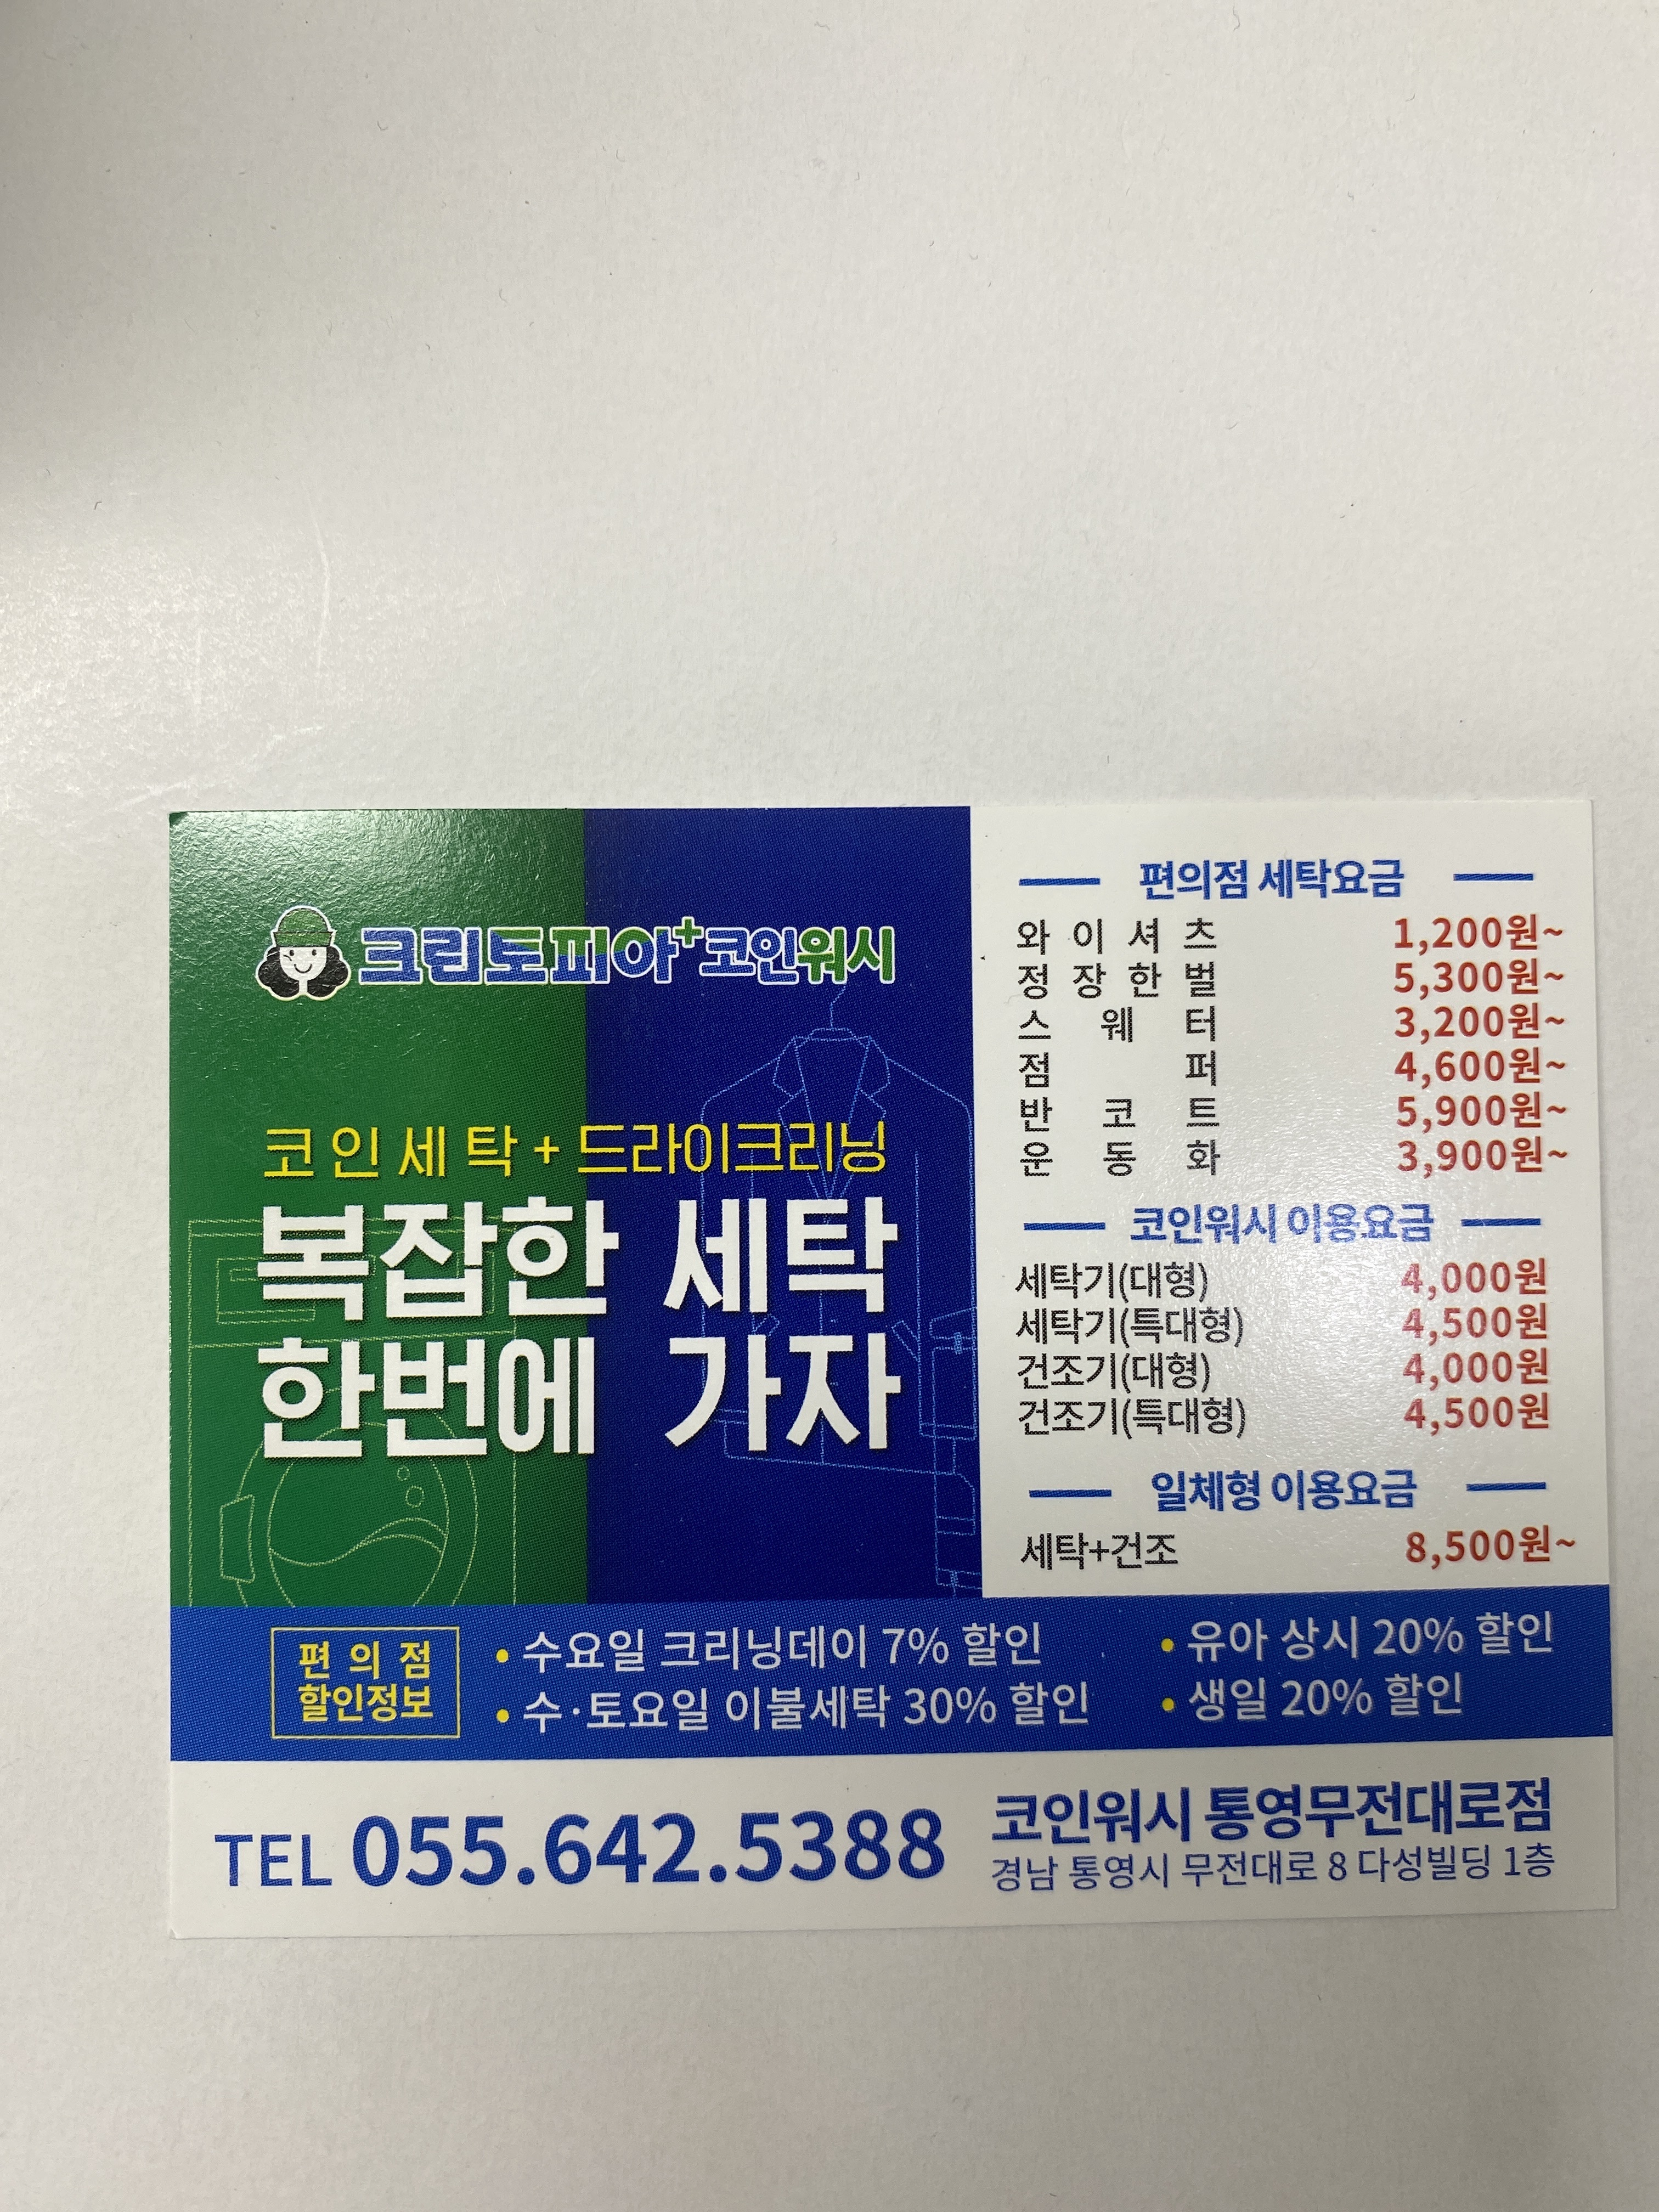 크린토피아+코인워시
코인세탁+드라이크리닝
복잡한 세탁
한번에 가자
편의점 세탁요금
와이셔츠 1,200원~
정장한벌 5,300원~
스웨터 3,200원~
점퍼 4,600원~
반코트 5,900원~
운동화 3,900원~
코인워시 이용요금
세탁기(대형) 4,000원
세탁기(특대형) 4,500원
건조기(대형) 4,000원
건조기(특대형) 4,500원
일체형 이용요금
세탁+건조 8,500원~
편의점
할인정보
• 수요일 크리닝데이 7% 할인
• 수·토요일 이불세탁 30% 할인
• 유아 상시 20% 할인
• 생일 20% 할인
TEL 055.642.5388
코인워시 통영무전대로점
경남 통영시 무전대로 8 다성빌딩 1층